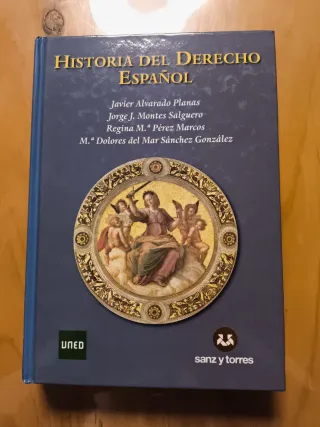 Historia del Derecho
Español
Javier Alvarado Planas
Jorge J. Montes Salguero
Regina M.ª Pérez Marcos
M.ª Dolores del Mar Sánchez González
UNED
sanz y torres